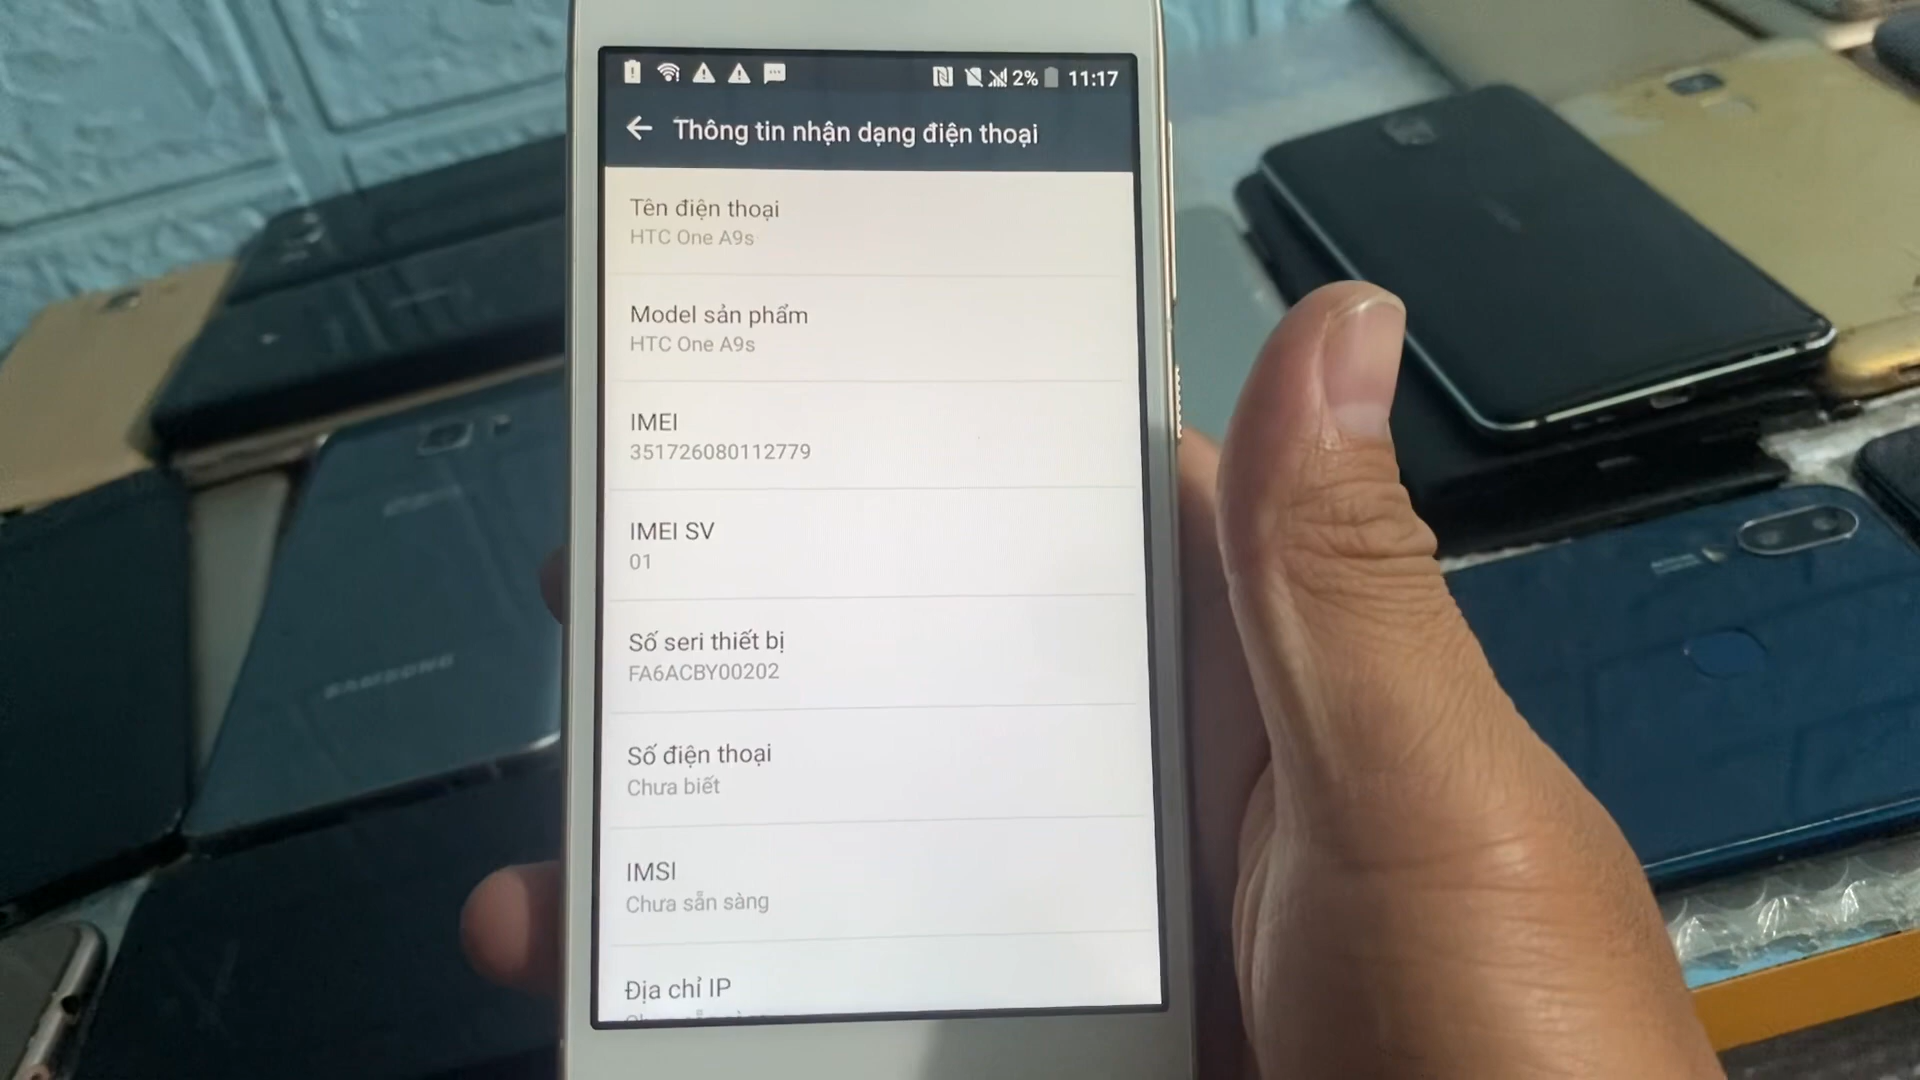 2% 11:17
Thông tin nhận dạng điện thoại
Tên điện thoại
HTC One A9s
Model sản phẩm
HTC One A9s
IMEI
351726080112779
IMEI SV
01
Số seri thiết bị
FA6ACBY00202
Số điện thoại
Chưa biết
IMSI
Chưa sẵn sàng
Địa chỉ IP
SAMSUNG